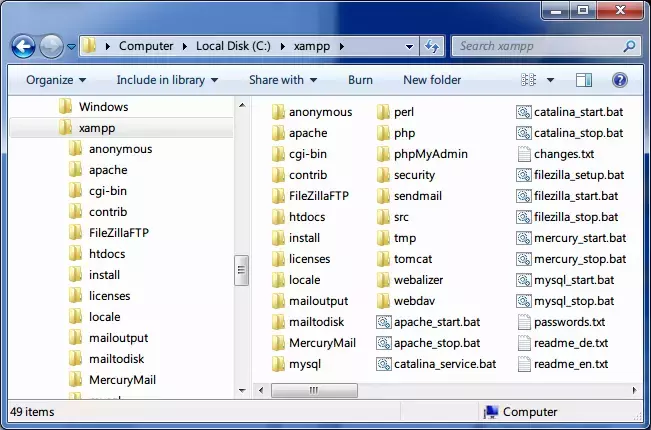 Computer ▸ Local Disk (C:) ▸ xampp ▸
Search xampp
Organize Include in library Share with Burn New folder
Windows
xampp
anonymous
apache
cgi-bin
contrib
FileZillaFTP
htdocs
install
licenses
locale
mailoutput
mailtodisk
MercuryMail
anonymous
apache
cgi-bin
contrib
FileZillaFTP
htdocs
install
licenses
locale
mailoutput
mailtodisk
MercuryMail
mysql
perl
php
phpMyAdmin
security
sendmail
src
tmp
tomcat
webalizer
webdav
apache_start.bat
apache_stop.bat
catalina_service.bat
catalina_start.bat
catalina_stop.bat
changes.txt
filezilla_setup.bat
filezilla_start.bat
filezilla_stop.bat
mercury_start.bat
mercury_stop.bat
mysql_start.bat
mysql_stop.bat
passwords.txt
readme_de.txt
readme_en.txt
49 items
Computer